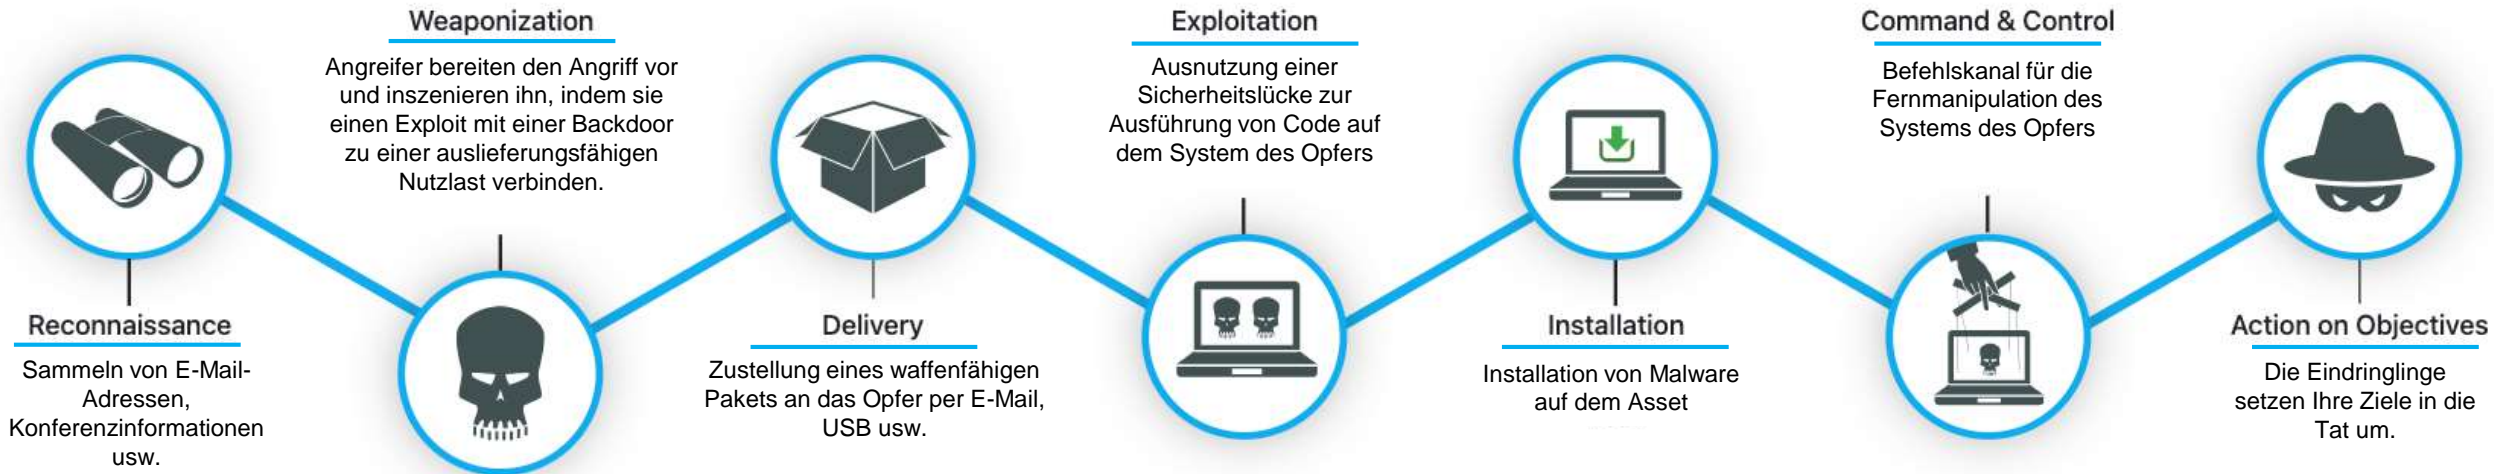 Reconnaissance
Sammeln von E-Mail-
Adressen,
Konferenzinformationen
usw.
Weaponization
Angreifer bereiten den Angriff vor
und inszenieren ihn, indem sie
einen Exploit mit einer Backdoor
zu einer auslieferungsfähigen
Nutzlast verbinden.
Delivery
Zustellung eines waffenfähigen
Pakets an das Opfer per E-Mail,
USB usw.
Exploitation
Ausnutzung einer
Sicherheitslücke zur
Ausführung von Code auf
dem System des Opfers
Installation
Installation von Malware
auf dem Asset
Command & Control
Befehlskanal für die
Fernmanipulation des
Systems des Opfers
Action on Objectives
Die Eindringlinge
setzen Ihre Ziele in die
Tat um.